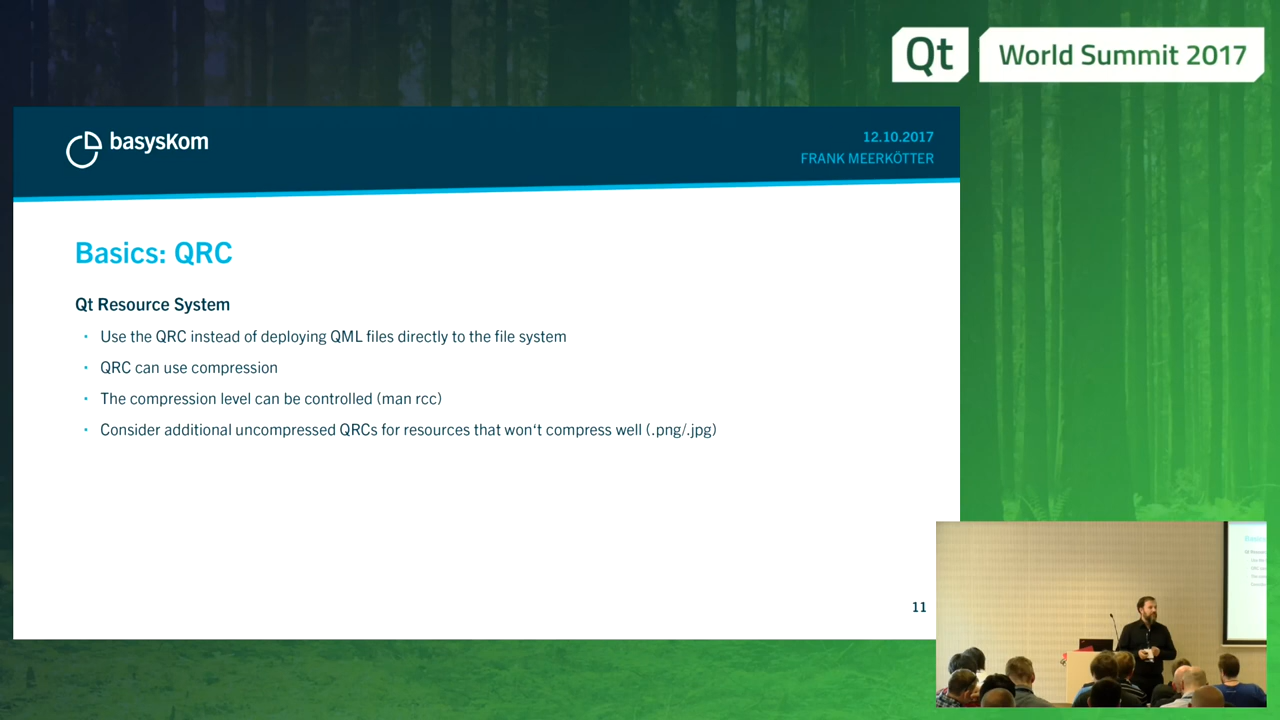 Qt World Summit 2017
basysKom
12.10.2017
FRANK MEERKÖTTER
Basics: QRC
Qt Resource System
· Use the QRC instead of deploying QML files directly to the file system
· QRC can use compression
· The compression level can be controlled (man rcc)
· Consider additional uncompressed QRCs for resources that won‘t compress well (.png/.jpg)
11